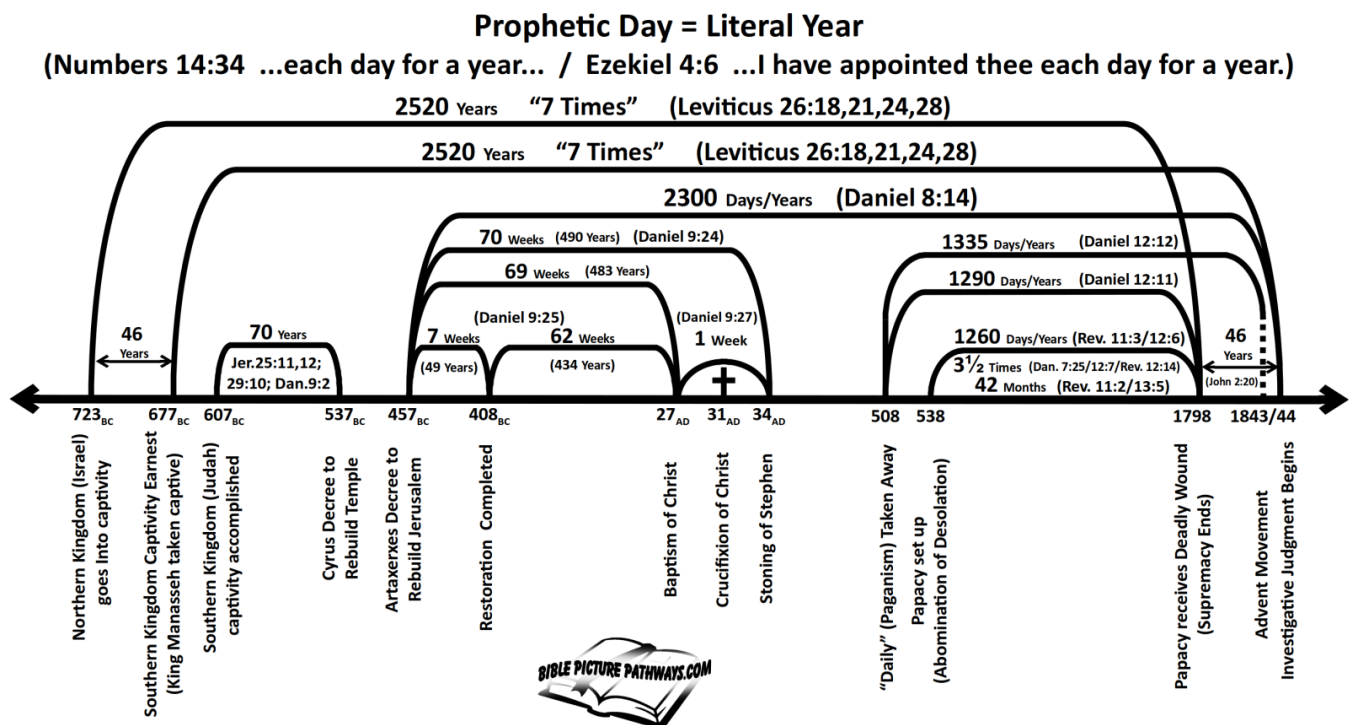 Prophetic Day = Literal Year
(Numbers 14:34 ...each day for a year... / Ezekiel 4:6 ...I have appointed thee each day for a year.)
2520 Years “7 Times” (Leviticus 26:18,21,24,28)
2520 Years “7 Times” (Leviticus 26:18,21,24,28)
2300 Days/Years (Daniel 8:14)
70 Weeks (490 Years) (Daniel 9:24)
1335 Days/Years (Daniel 12:12)
69 Weeks (483 Years)
1290 Days/Years (Daniel 12:11)
46
Years
70 Years
Jer.25:11,12;
29:10; Dan.9:2
(Daniel 9:25)
7 Weeks
(49 Years)
62 Weeks
(434 Years)
(Daniel 9:27)
1 Week
1260 Days/Years (Rev. 11:3/12:6)
3½ Times (Dan. 7:25/12:7/Rev. 12:14)
42 Months (Rev. 11:2/13:5)
46
Years
(John 2:20)
723BC 677BC 607BC 537BC 457BC 408BC 27AD 31AD 34AD 508 538 1798 1843/44
Northern Kingdom (Israel)
goes Into captivity
Southern Kingdom Captivity Earnest
(King Manasseh taken captive)
Southern Kingdom (Judah)
captivity accomplished
Cyrus Decree to
Rebuild Temple
Artaxerxes Decree to
Rebuild Jerusalem
Restoration Completed
Baptism of Christ
Crucifixion of Christ
Stoning of Stephen
“Daily” (Paganism) Taken Away
Papacy set up
(Abomination of Desolation)
Papacy receives Deadly Wound
(Supremacy Ends)
Advent Movement
Investigative Judgment Begins
BIBLE PICTURE PATHWAYS.COM